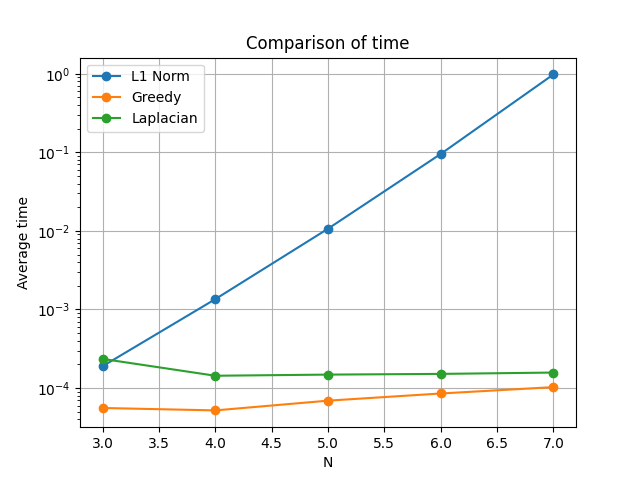 Comparison of time
L1 Norm
Greedy
Laplacian
10⁰
10⁻¹
10⁻²
10⁻³
10⁻⁴
Average time
3.0 3.5 4.0 4.5 5.0 5.5 6.0 6.5 7.0
N